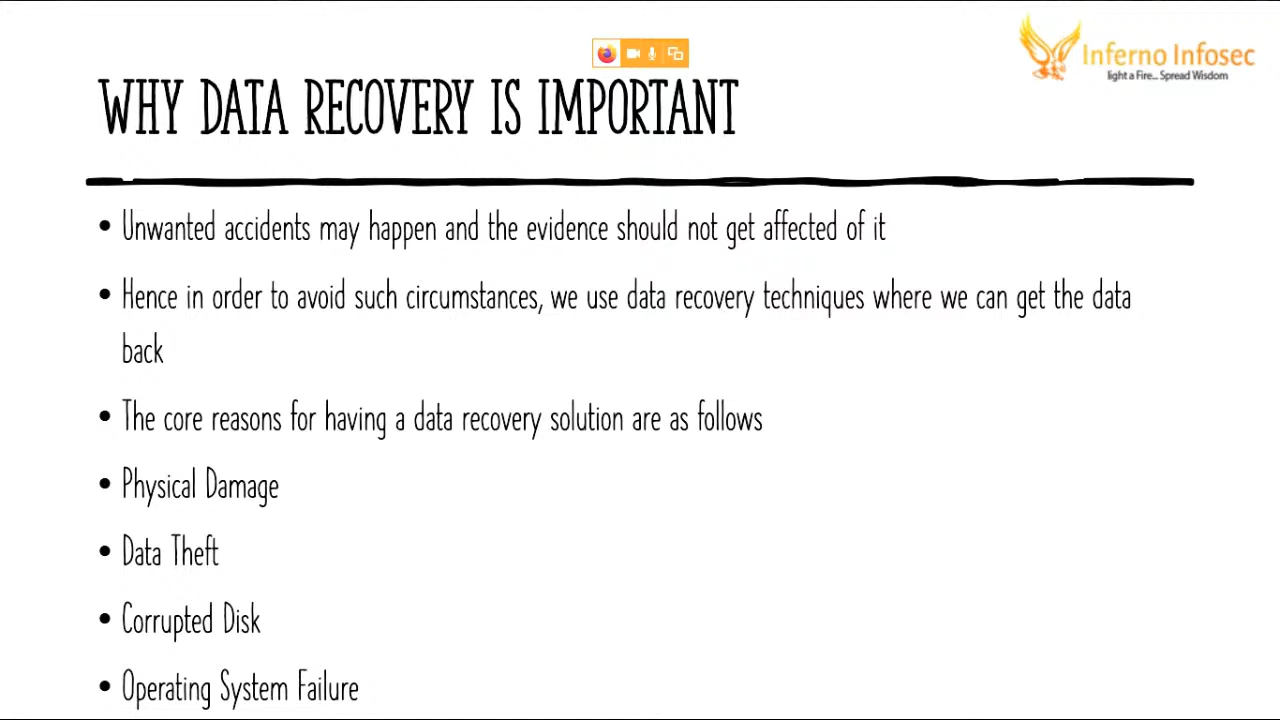 Inferno Infosec
light a Fire... Spread Wisdom
WHY DATA RECOVERY IS IMPORTANT
• Unwanted accidents may happen and the evidence should not get affected of it
• Hence in order to avoid such circumstances, we use data recovery techniques where we can get the data
back
• The core reasons for having a data recovery solution are as follows
• Physical Damage
• Data Theft
• Corrupted Disk
• Operating System Failure